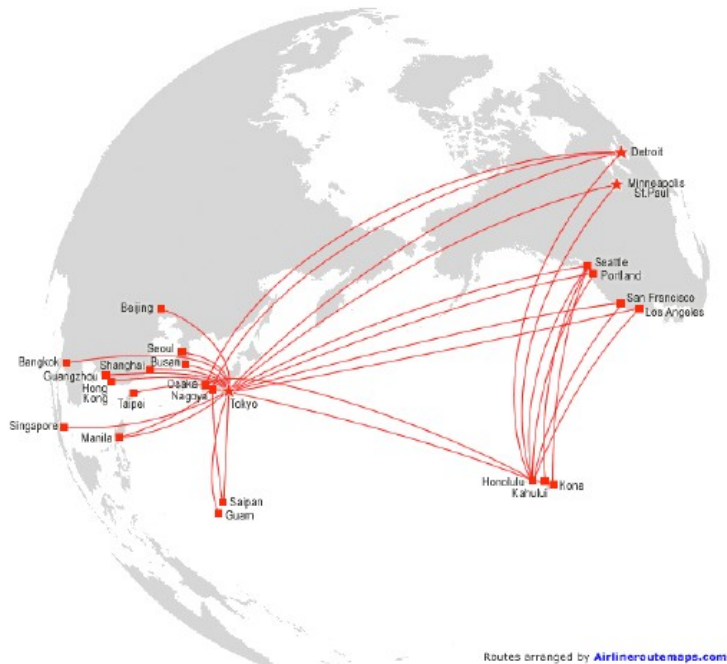 Detroit
Minneapolis
St.Paul
Seattle
Portland
San Francisco
Los Angeles
Beijing
Seoul
Busan
Bangkok
Shanghai
Guangzhou
Hong
Kong
Osaka
Nagoya
Tokyo
Taipei
Singapore
Manila
Honolulu
Kahului
Kona
Saipan
Guam
Routes arranged by Airlineroutemaps.com